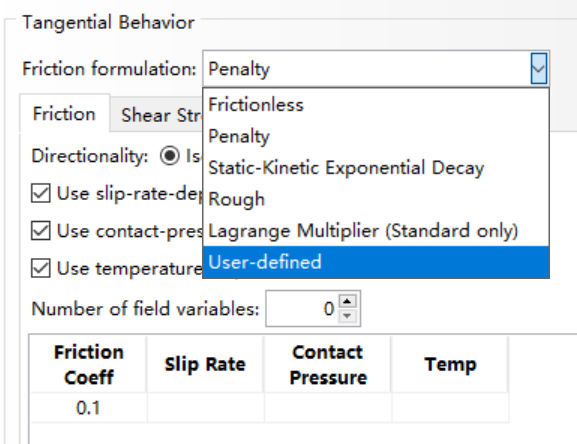 Tangential Behavior
Friction formulation: Penalty
Frictionless
Penalty
Static-Kinetic Exponential Decay
Rough
Lagrange Multiplier (Standard only)
User-defined
Friction Shear Str
Directionality: Is
Use slip-rate-de
Use contact-pres
Use temperature
Number of field variables: 0
Friction Coeff Slip Rate Contact Pressure Temp
0.1